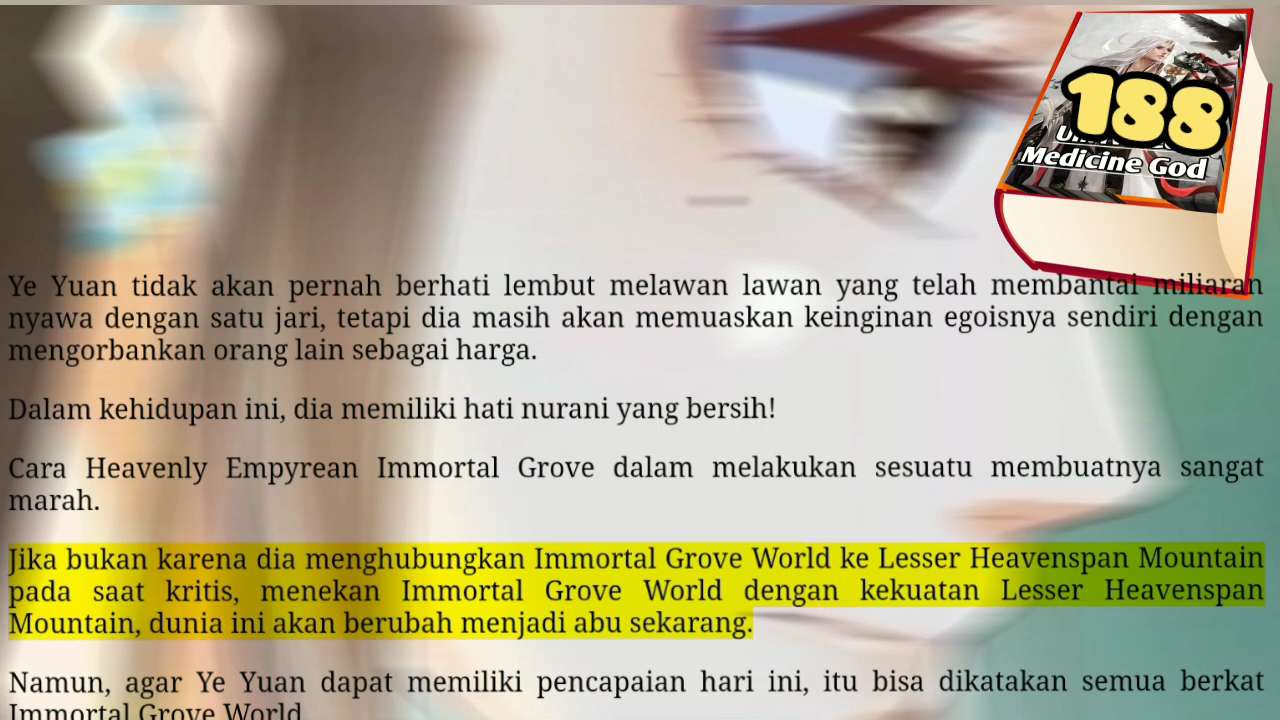 188
Medicine God
Ye Yuan tidak akan pernah berhati lembut melawan lawan yang telah membantai miliaran
nyawa dengan satu jari, tetapi dia masih akan memuaskan keinginan egoisnya sendiri dengan
mengorbankan orang lain sebagai harga.
Dalam kehidupan ini, dia memiliki hati nurani yang bersih!
Cara Heavenly Empyrean Immortal Grove dalam melakukan sesuatu membuatnya sangat
marah.
Jika bukan karena dia menghubungkan Immortal Grove World ke Lesser Heavenspan Mountain
pada saat kritis, menekan Immortal Grove World dengan kekuatan Lesser Heavenspan
Mountain, dunia ini akan berubah menjadi abu sekarang.
Namun, agar Ye Yuan dapat memiliki pencapaian hari ini, itu bisa dikatakan semua berkat
Immortal Grove World.